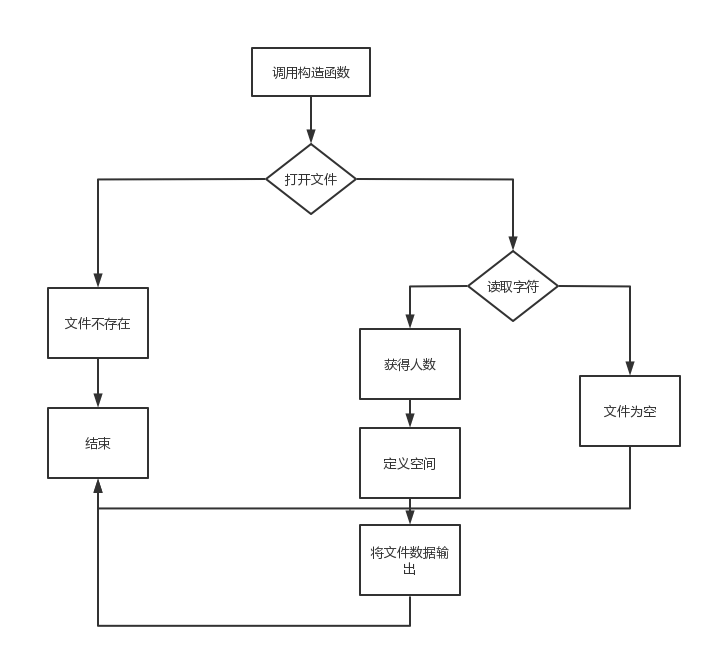 调用构造函数
打开文件
读取字符
文件不存在
获得人数
文件为空
结束
定义空间
将文件数据输
出